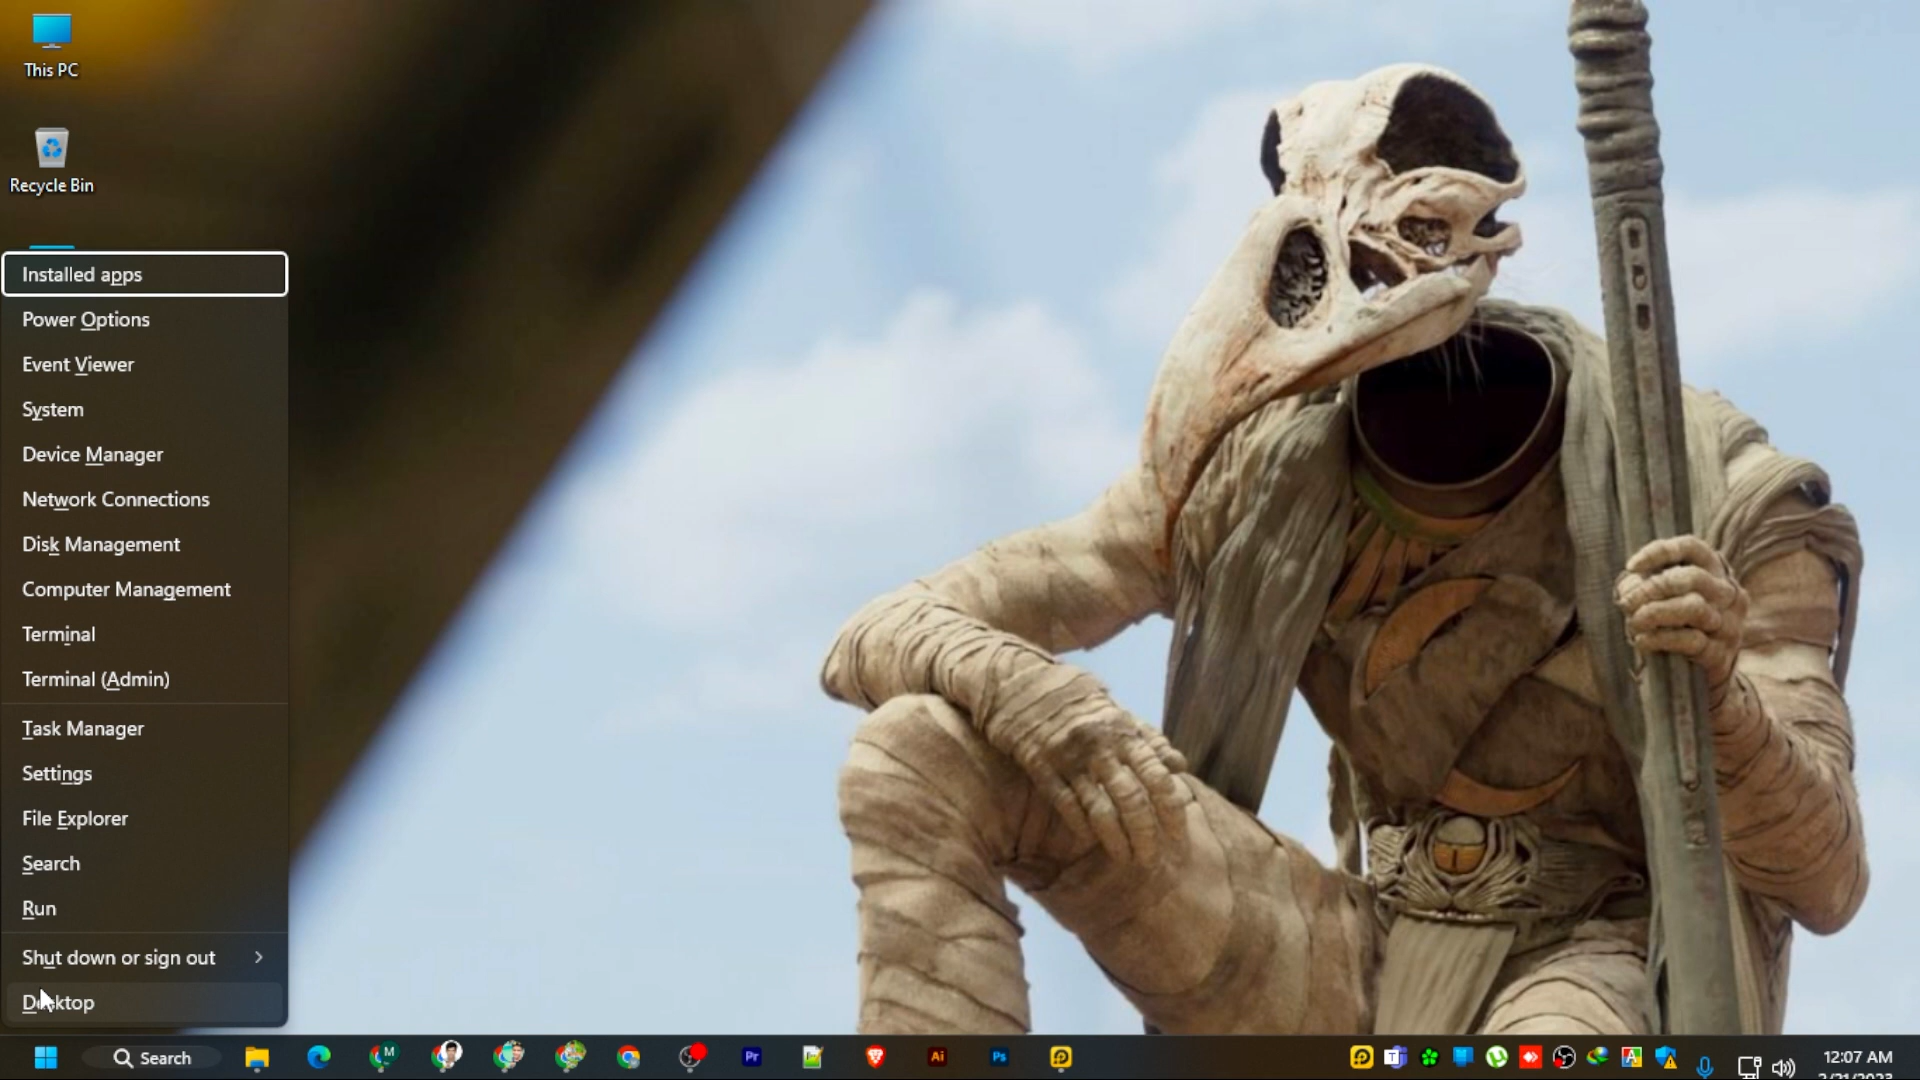 This PC
Recycle Bin
Installed apps
Power Options
Event Viewer
System
Device Manager
Network Connections
Disk Management
Computer Management
Terminal
Terminal (Admin)
Task Manager
Settings
File Explorer
Search
Run
Shut down or sign out
Desktop
Search
M
Pr
Ai
Ps
T
A
12:07 AM